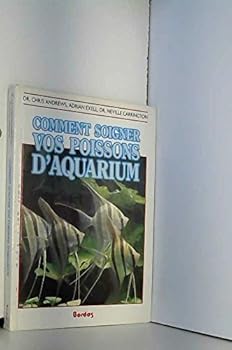 DR. CHRIS ANDREWS, ADRIAN EXELL, DR. NEVILLE CARRINGTON
COMMENT SOIGNER
VOS POISSONS
D'AQUARIUM
Bordas